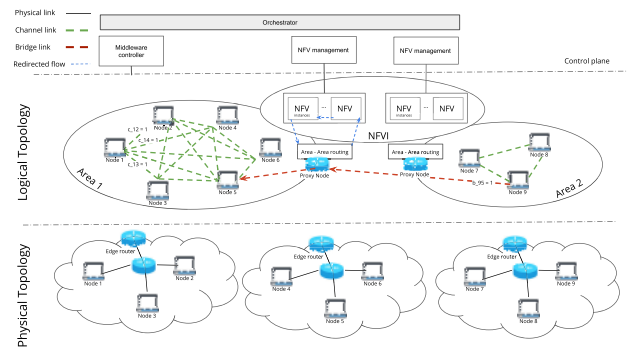 Physical link
Channel link
Bridge link
Redirected flow
Orchestrator
Middleware
controller
NFV management
NFV management
Control plane
Logical Topology
NFV
instances
...
NFV
NFV
instances
...
NFV
NFVI
c_12 = 1
c_14 = 1
c_13 = 1
Node 1
Node 2
Node 3
Node 4
Node 5
Node 6
Area 1
Area - Area routing
Proxy Node
Area - Area routing
Proxy Node
Node 7
Node 8
Node 9
b_95 = 1
Area 2
Physical Topology
Edge router
Node 1
Node 2
Node 3
Edge router
Node 4
Node 6
Node 5
Edge router
Node 7
Node 9
Node 8